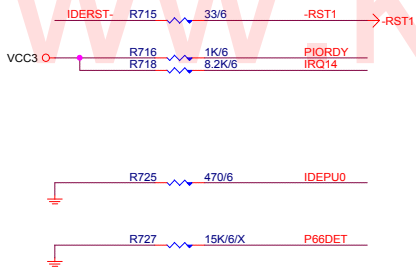 WWW.
IDERST- R715 33/6 -RST1 -RST1
VCC3 R716 1K/6 PIORDY
R718 8.2K/6 IRQ14
R725 470/6 IDEPU0
R727 15K/6/X P66DET